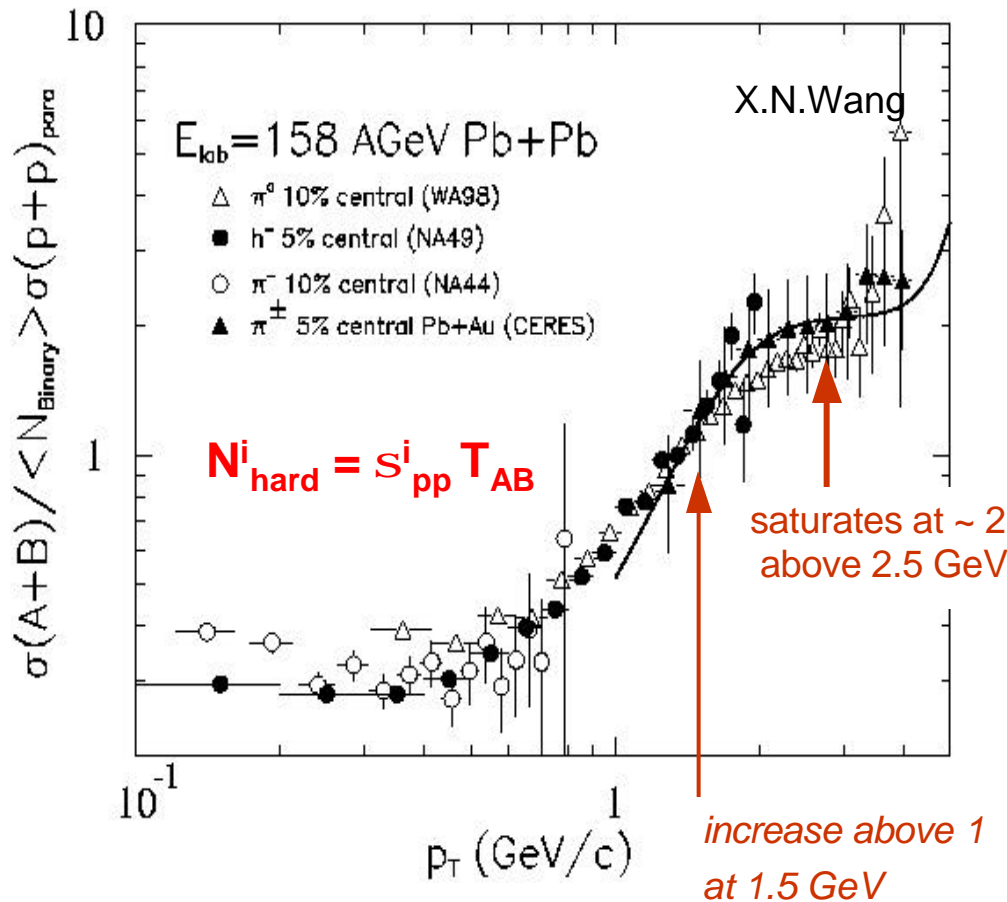 10
X.N.Wang
E_lab=158 AGeV Pb+Pb
△ π° 10% central (WA98)
● h⁻ 5% central (NA49)
○ π⁻ 10% central (NA44)
▲ π± 5% central Pb+Au (CERES)
σ(A+B)/<N_Binary>σ(p+p)_para
1
N^i_hard = s^i_pp T_AB
saturates at ~ 2
above 2.5 GeV
10⁻¹
1
p_T (GeV/c)
increase above 1
at 1.5 GeV